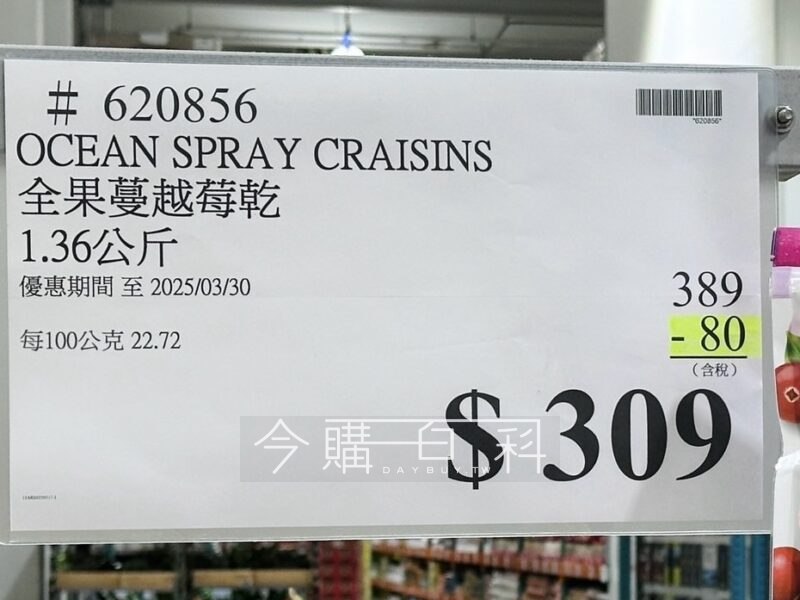 # 620856
*620856*
OCEAN SPRAY CRAISINS
全果蔓越莓乾
1.36公斤
優惠期間 至 2025/03/30
389
- 80
每100公克 22.72
(含稅)
$ 309
今購百科
DAYBUY.TW